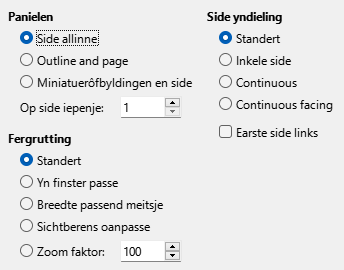 Panielen
Side allinne
Outline and page
Miniatuerôfbyldingen en side
Op side iepenje: 1
Fergrutting
Standert
Yn finster passe
Breedte passend meitsje
Sichtberens oanpasse
Zoom faktor: 100
Side yndieling
Standert
Inkele side
Continuous
Continuous facing
Earste side links